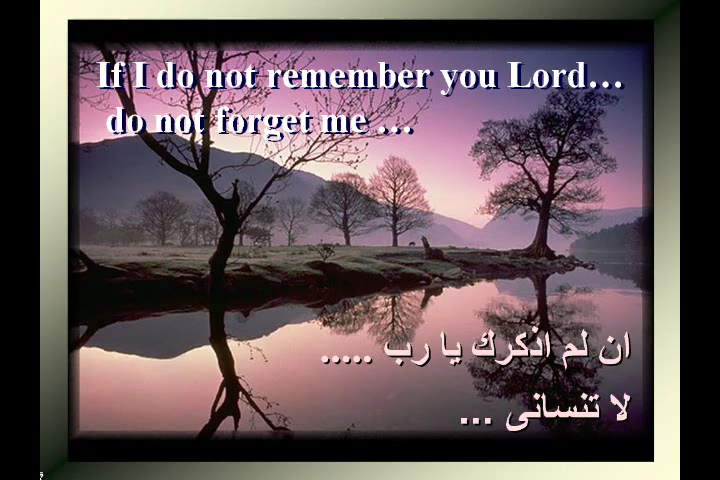 If I do not remember you Lord…
do not forget me …
ان لم اذكرك يا رب .....
لا تنسانى ...